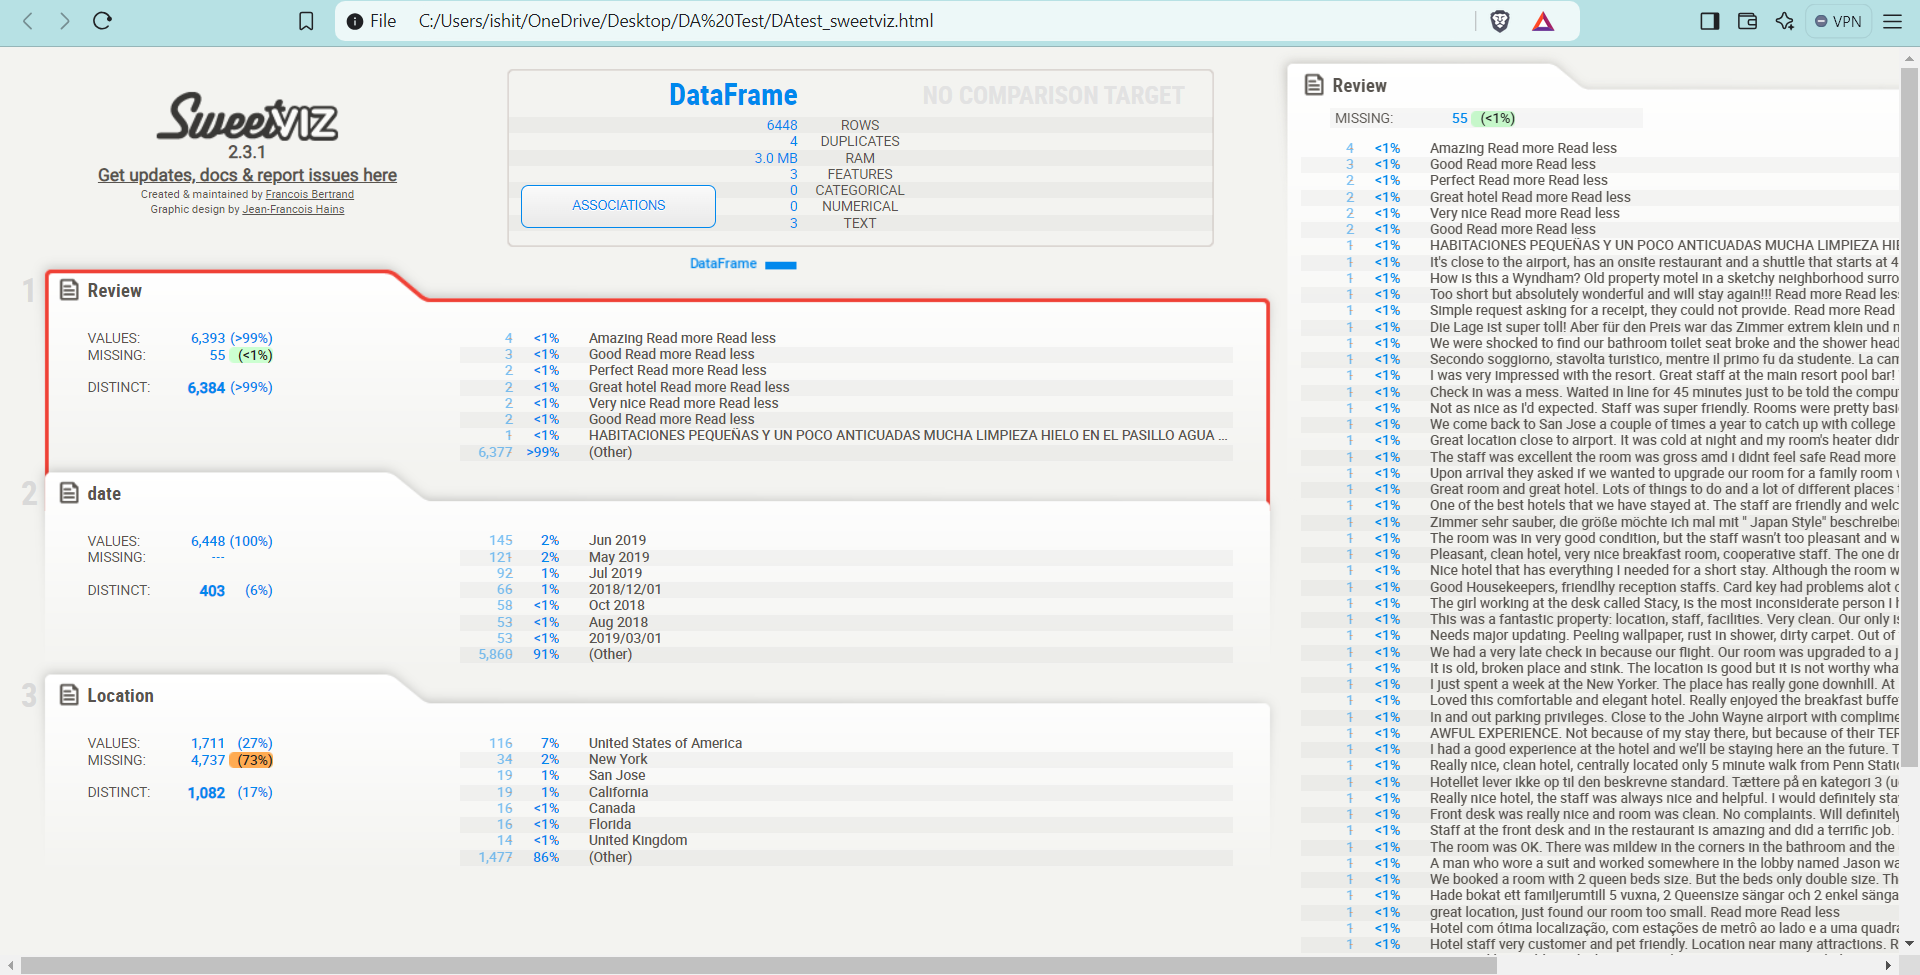 File C:/Users/ishit/OneDrive/Desktop/DA%20Test/DAtest_sweetviz.html
VPN
SweetVIZ
2.3.1
Get updates, docs & report issues here
Created & maintained by Francois Bertrand
Graphic design by Jean-Francois Hains
DataFrame NO COMPARISON TARGET
6448 ROWS
4 DUPLICATES
3.0 MB RAM
3 FEATURES
0 CATEGORICAL
0 NUMERICAL
3 TEXT
ASSOCIATIONS
DataFrame
1 Review
VALUES: 6,393 (>99%)
MISSING: 55 (<1%)
DISTINCT: 6,384 (>99%)
4 <1% Amazing Read more Read less
3 <1% Good Read more Read less
2 <1% Perfect Read more Read less
2 <1% Great hotel Read more Read less
2 <1% Very nice Read more Read less
2 <1% Good Read more Read less
1 <1% HABITACIONES PEQUEÑAS Y UN POCO ANTICUADAS MUCHA LIMPIEZA HIELO EN EL PASILLO AGUA ...
6,377 >99% (Other)
2 date
VALUES: 6,448 (100%)
MISSING: ---
DISTINCT: 403 (6%)
145 2% Jun 2019
121 2% May 2019
92 1% Jul 2019
66 1% 2018/12/01
58 <1% Oct 2018
53 <1% Aug 2018
53 <1% 2019/03/01
5,860 91% (Other)
3 Location
VALUES: 1,711 (27%)
MISSING: 4,737 (73%)
DISTINCT: 1,082 (17%)
116 7% United States of America
34 2% New York
19 1% San Jose
19 1% California
16 <1% Canada
16 <1% Florida
14 <1% United Kingdom
1,477 86% (Other)
Review
MISSING: 55 (<1%)
4 <1% Amazing Read more Read less
3 <1% Good Read more Read less
2 <1% Perfect Read more Read less
2 <1% Great hotel Read more Read less
2 <1% Very nice Read more Read less
2 <1% Good Read more Read less
1 <1% HABITACIONES PEQUEÑAS Y UN POCO ANTICUADAS MUCHA LIMPIEZA HIE
1 <1% It's close to the airport, has an onsite restaurant and a shuttle that starts at 4
1 <1% How is this a Wyndham? Old property motel in a sketchy neighborhood surro
1 <1% Too short but absolutely wonderful and will stay again!!! Read more Read les
1 <1% Simple request asking for a receipt, they could not provide. Read more Read
1 <1% Die Lage ist super toll! Aber für den Preis war das Zimmer extrem klein und n
1 <1% We were shocked to find our bathroom toilet seat broke and the shower head
1 <1% Secondo soggiorno, stavolta turistico, mentre il primo fu da studente. La cam
1 <1% I was very impressed with the resort. Great staff at the main resort pool bar!
1 <1% Check in was a mess. Waited in line for 45 minutes just to be told the compu
1 <1% Not as nice as I'd expected. Staff was super friendly. Rooms were pretty basi
1 <1% We come back to San Jose a couple of times a year to catch up with college
1 <1% Great location close to airport. It was cold at night and my room's heater didn
1 <1% The staff was excellent the room was gross amd i didnt feel safe Read more
1 <1% Upon arrival they asked if we wanted to upgrade our room for a family room
1 <1% Great room and great hotel. Lots of things to do and a lot of different places
1 <1% One of the best hotels that we have stayed at. The staff are friendly and welc
1 <1% Zimmer sehr sauber, die größe möchte ich mal mit " Japan Style" beschreibe
1 <1% The room was in very good condition, but the staff wasn't too pleasant and w
1 <1% Pleasant, clean hotel, very nice breakfast room, cooperative staff. The one dr
1 <1% Nice hotel that has everything I needed for a short stay. Although the room w
1 <1% Good Housekeepers, friendlhy reception staffs. Card key had problems alot
1 <1% The girl working at the desk called Stacy, is the most inconsiderate person I h
1 <1% This was a fantastic property: location, staff, facilities. Very clean. Our only is
1 <1% Needs major updating. Peeling wallpaper, rust in shower, dirty carpet. Out of
1 <1% We had a very late check in because our flight. Our room was upgraded to a j
1 <1% It is old, broken place and stink. The location is good but it is not worthy wha
1 <1% I just spent a week at the New Yorker. The place has really gone downhill. At
1 <1% Loved this comfortable and elegant hotel. Really enjoyed the breakfast buffe
1 <1% In and out parking privileges. Close to the John Wayne airport with complime
1 <1% AWFUL EXPERIENCE. Not because of my stay there, but because of their TER
1 <1% I had a good experience at the hotel and we'll be staying here an the future. T
1 <1% Really nice, clean hotel, centrally located only 5 minute walk from Penn Stati
1 <1% Hotellet lever ikke op til den beskrevne standard. Tættere på en kategori 3 (u
1 <1% Really nice hotel, the staff was always nice and helpful. I would definitely sta
1 <1% Front desk was really nice and room was clean. No complaints. Will definitely
1 <1% Staff at the front desk and in the restaurant is amazing and did a terrific job.
1 <1% The room was OK. There was mildew in the corners in the bathroom and the
1 <1% A man who wore a suit and worked somewhere in the lobby named Jason wa
1 <1% We booked a room with 2 queen beds size. But the beds only double size. Th
1 <1% Hade bokat ett familjerumtill 5 vuxna, 2 Queensize sängar och 2 enkel sänga
1 <1% great location, just found our room too small. Read more Read less
1 <1% Hotel com ótima localização, com estações de metrô ao lado e a uma quadra
1 <1% Hotel staff very customer and pet friendly. Location near many attractions. R